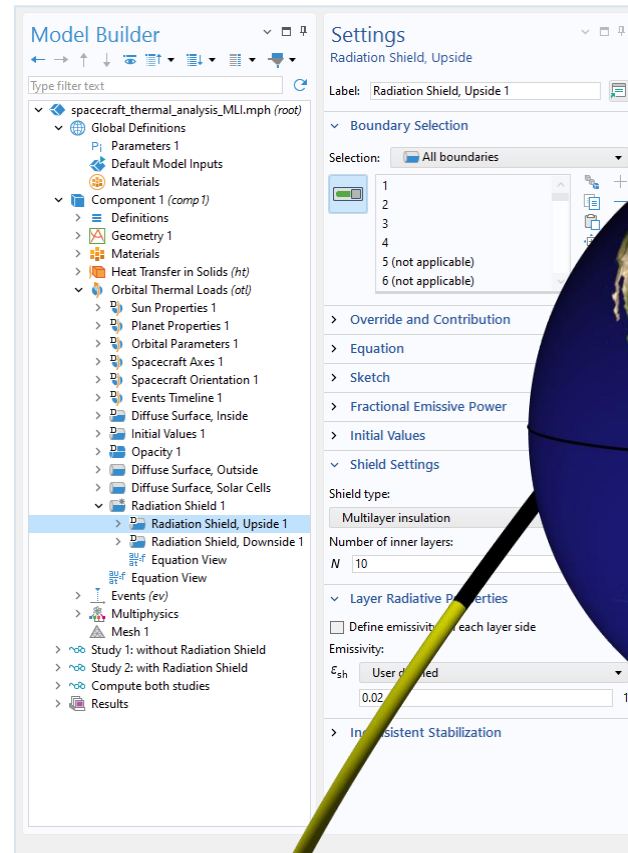 Model Builder
Type filter text
spacecraft_thermal_analysis_MLI.mph (root)
Global Definitions
Pi Parameters 1
Default Model Inputs
Materials
Component 1 (comp1)
Definitions
Geometry 1
Materials
Heat Transfer in Solids (ht)
Orbital Thermal Loads (otl)
Sun Properties 1
Planet Properties 1
Orbital Parameters 1
Spacecraft Axes 1
Spacecraft Orientation 1
Events Timeline 1
Diffuse Surface, Inside
Initial Values 1
Opacity 1
Diffuse Surface, Outside
Diffuse Surface, Solar Cells
Radiation Shield 1
Radiation Shield, Upside 1
Radiation Shield, Downside 1
Equation View
Equation View
Events (ev)
Multiphysics
Mesh 1
Study 1: without Radiation Shield
Study 2: with Radiation Shield
Compute both studies
Results
Settings
Radiation Shield, Upside
Label: Radiation Shield, Upside 1
Boundary Selection
Selection: All boundaries
1
2
3
4
5 (not applicable)
6 (not applicable)
Override and Contribution
Equation
Sketch
Fractional Emissive Power
Initial Values
Shield Settings
Shield type:
Multilayer insulation
Number of inner layers:
N 10
Layer Radiative
Define each layer side
Emissivity:
εsh User
0.02 1
Stabilization